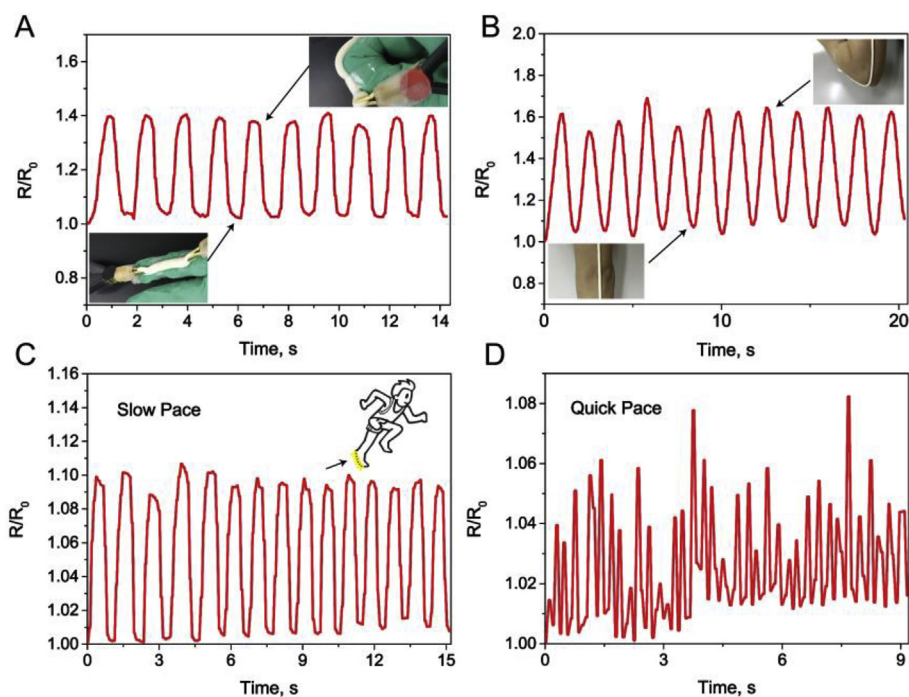 A
1.6
1.4
1.2
1.0
0.8
R/R0
0 2 4 6 8 10 12 14
Time, s
B
2.0
1.8
1.6
1.4
1.2
1.0
0.8
0.6
R/R0
0 10 20
Time, s
C
1.16
1.14
1.12
1.10
1.08
1.06
1.04
1.02
1.00
R/R0
Slow Pace
0 3 6 9 12 15
Time, s
D
1.08
1.06
1.04
1.02
1.00
R/R0
Quick Pace
0 3 6 9
Time, s